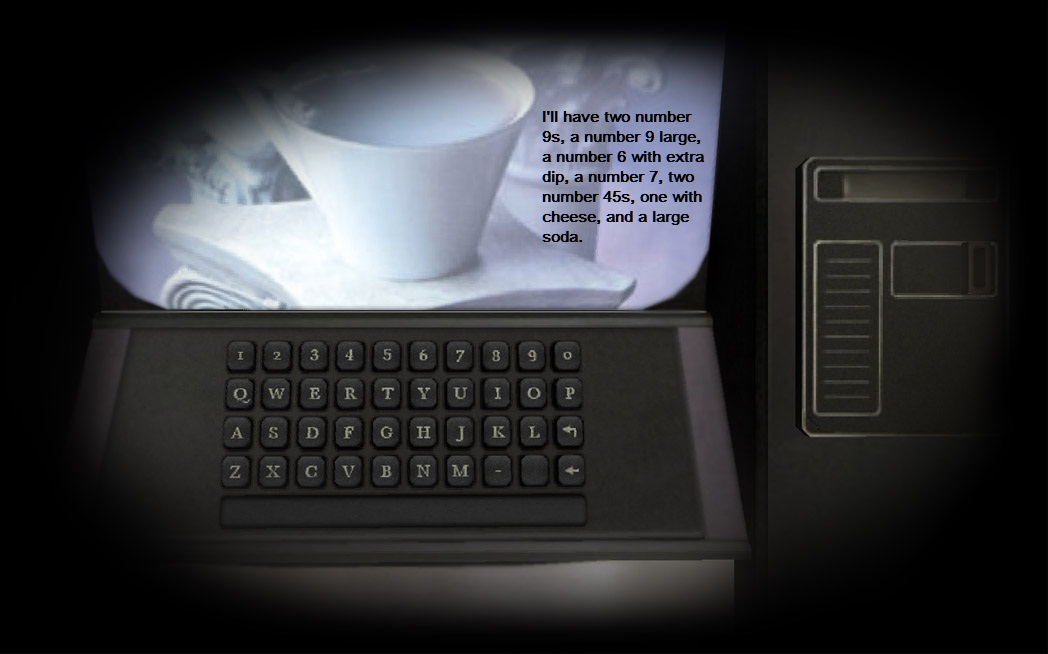 I'll have two number
9s, a number 9 large,
a number 6 with extra
dip, a number 7, two
number 45s, one with
cheese, and a large
soda.
1 2 3 4 5 6 7 8 9 0
Q W E R T Y U I O P
A S D F G H J K L
Z X C V B N M -